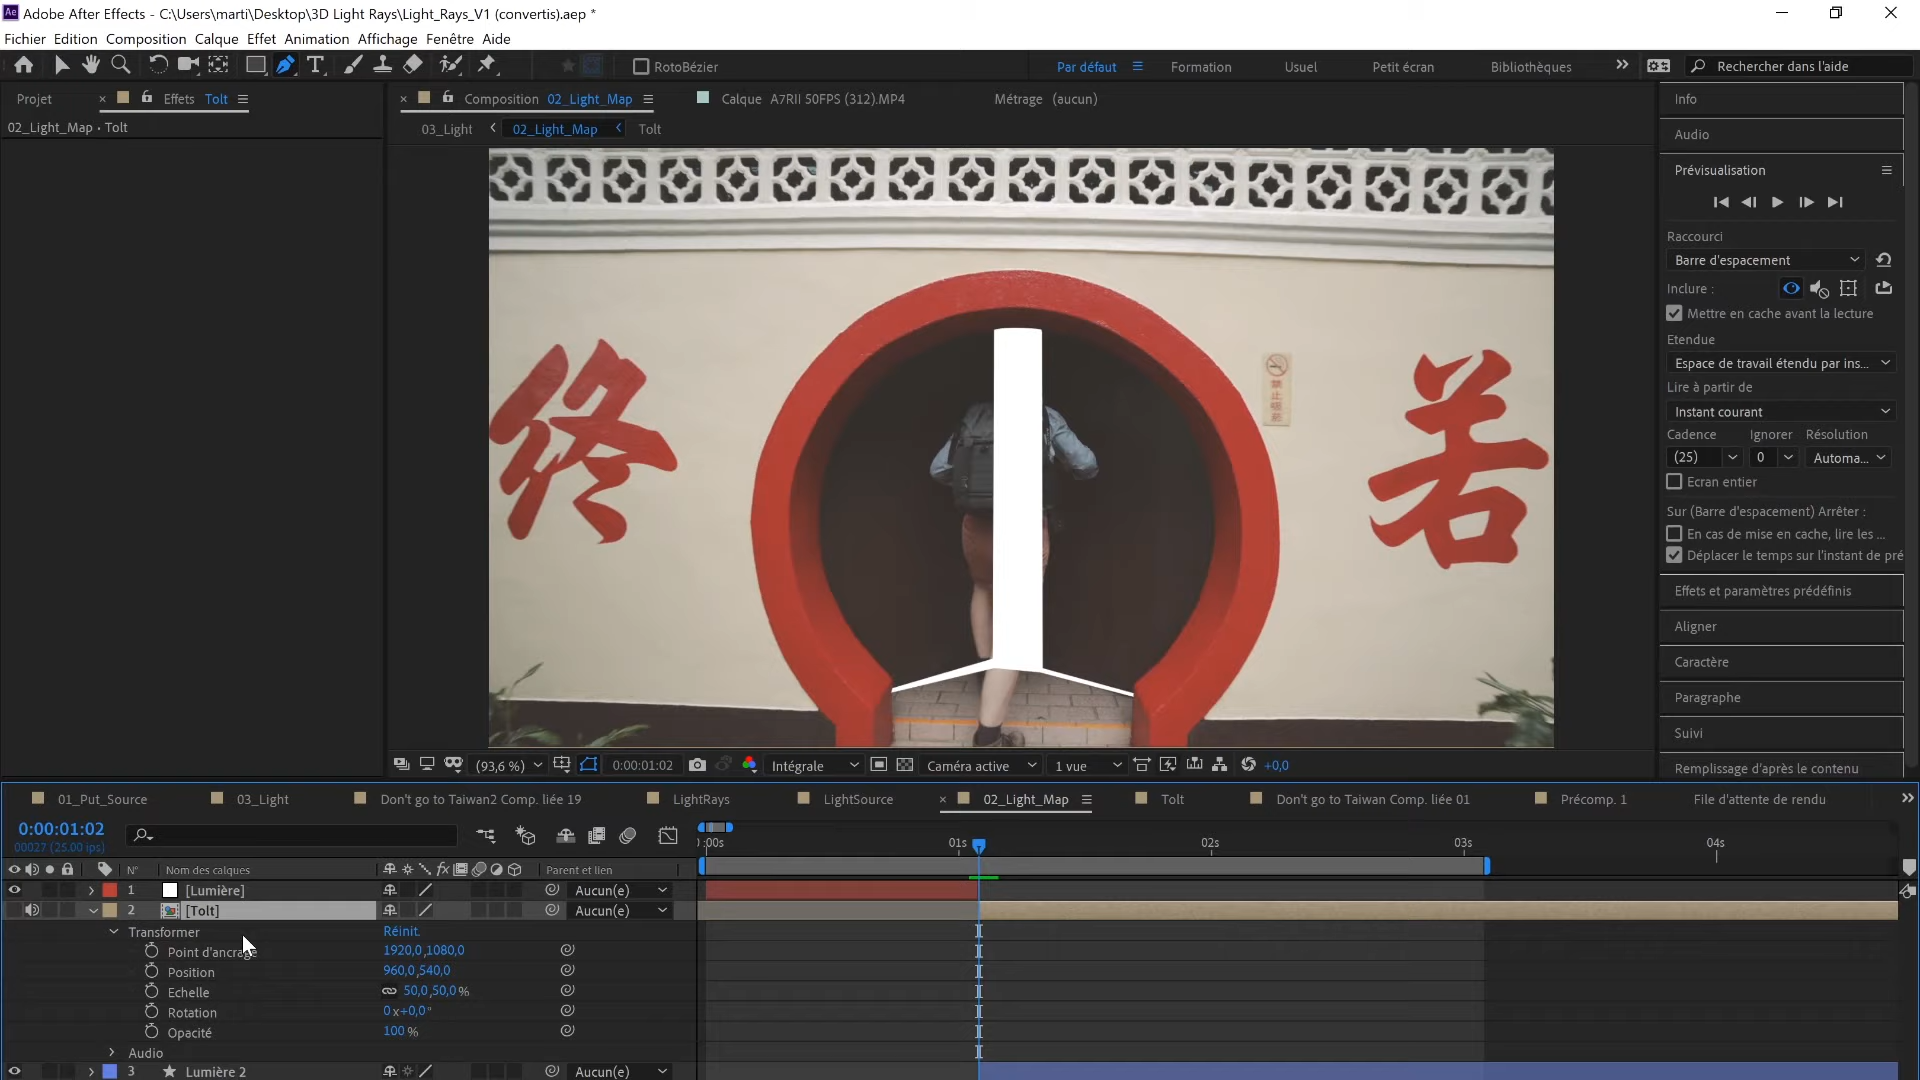 Adobe After Effects - C:\Users\marti\Desktop\3D Light Rays\Light_Rays_V1 (convertis).aep *
Fichier Edition Composition Calque Effet Animation Affichage Fenêtre Aide
RotoBézier
Par défaut Formation Usuel Petit écran Bibliothèques Rechercher dans l'aide
Projet Effets Tolt Composition 02_Light_Map Calque A7RII 50FPS (312).MP4 Métrage (aucun)
02_Light_Map • Tolt
03_Light 02_Light_Map Tolt
终 若
Info
Audio
Prévisualisation
Raccourci
Barre d'espacement
Inclure :
Mettre en cache avant la lecture
Etendue
Espace de travail étendu par ins...
Lire à partir de
Instant courant
Cadence Ignorer Résolution
(25) 0 Automa...
Ecran entier
Sur (Barre d'espacement) Arrêter :
En cas de mise en cache, lire les ...
Déplacer le temps sur l'instant de pré
Effets et paramètres prédéfinis
Aligner
Caractère
Paragraphe
Suivi
Remplissage d'après le contenu
(93,6 %) 0:00:01:02 Intégrale Caméra active 1 vue +0,0
01_Put_Source 03_Light Don't go to Taiwan2 Comp. liée 19 LightRays LightSource 02_Light_Map Tolt Don't go to Taiwan Comp. liée 01 Précomp. 1 File d'attente de rendu
0:00:01:02
00027 (25.00 ips)
:00s 01s 02s 03s 04s
N° Nom des calques fx Parent et lien
1 [Lumière] Aucun(e)
2 [Tolt] Aucun(e)
Transformer Réinit.
Point d'ancrage 1920,0,1080,0
Position 960,0,540,0
Echelle 50,0,50,0 %
Rotation 0x+0,0°
Opacité 100 %
Audio
3 Lumière 2 Aucun(e)